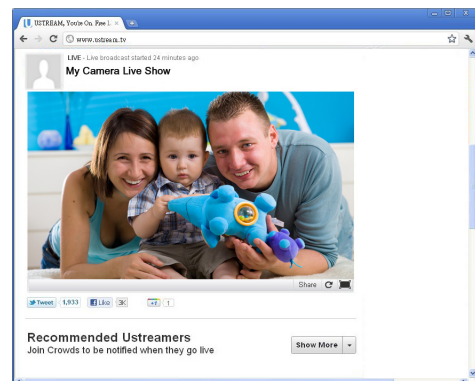 USTREAM, You're On. Free L
www.ustream.tv
LIVE - Live broadcast started 24 minutes ago
My Camera Live Show
Share
Tweet 1,933 Like 3K +1 1
Recommended Ustreamers
Join Crowds to be notified when they go live
Show More